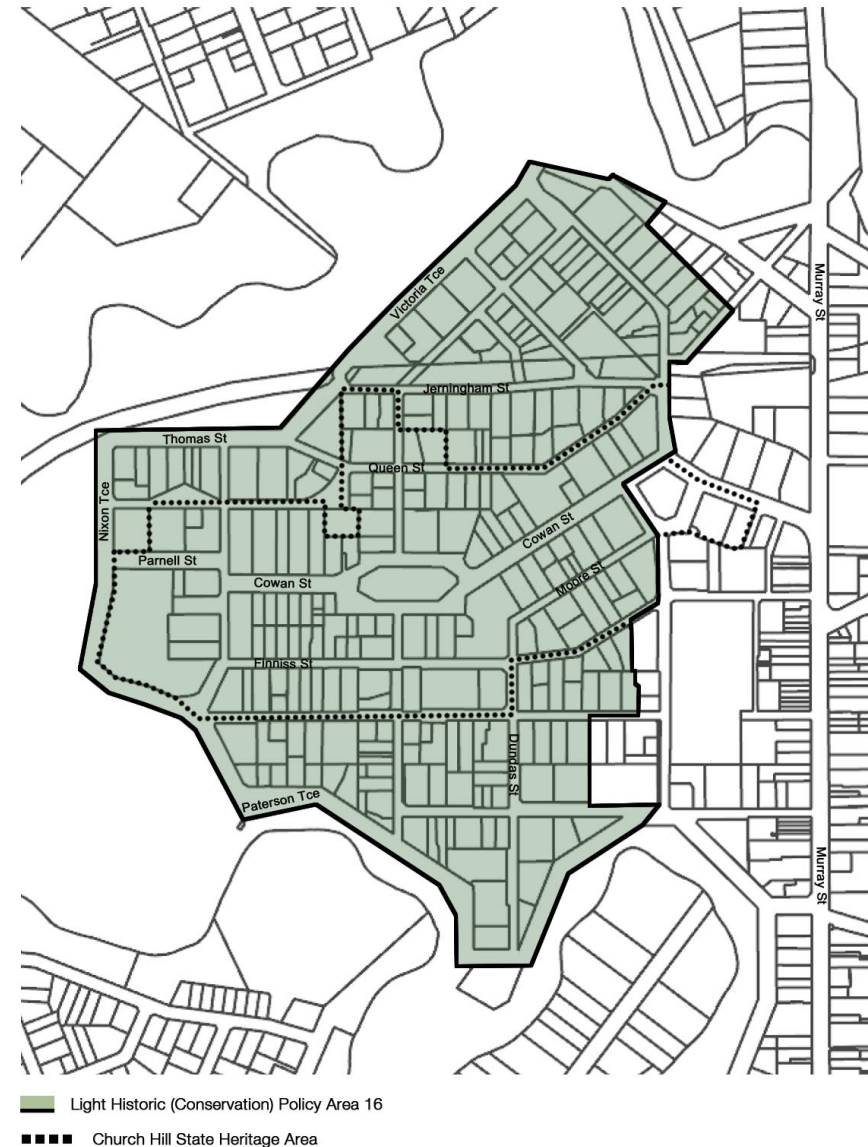 Murray St
Victoria Tce
Jerningham St
Thomas St
Queen St
Nixon Tce
Cowan St
Parnell St
Moore St
Cowan St
Finniss St
Dundas St
Paterson Tce
Murray St
Light Historic (Conservation) Policy Area 16
Church Hill State Heritage Area